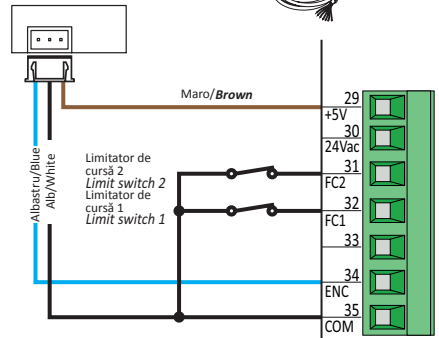 Maro/Brown
Albastru/Blue
Alb/White
Limitator de
cursă 2
Limit switch 2
Limitator de
cursă 1
Limit switch 1
29
+5V
30
24Vac
31
FC2
32
FC1
33
34
ENC
35
COM